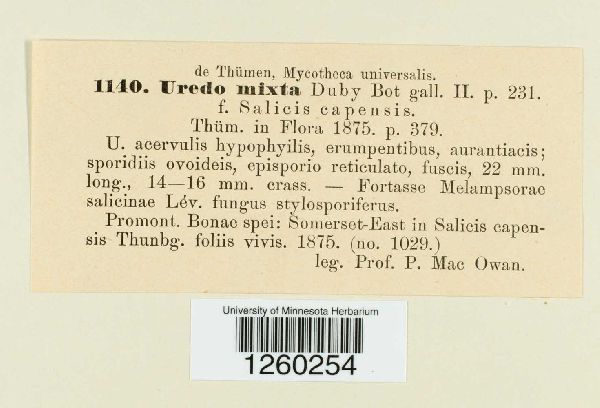 de Thümen, Mycotheca universalis.
1140. Uredo mixta Duby Bot gall. II. p. 231.
f. Salicis capensis.
Thüm. in Flora 1875. p. 379.
U. acervulis hypophyilis, erumpentibus, aurantiacis;
sporidiis ovoideis, episporio reticulato, fuscis, 22 mm.
long., 14—16 mm. crass. — Fortasse Melampsorae
salicinae Lév. fungus stylosporiferus.
Promont. Bonae spei: Somerset-East in Salicis capen-
sis Thunbg. foliis vivis. 1875. (no. 1029.)
leg. Prof. P. Mac Owan.
University of Minnesota Herbarium
1260254